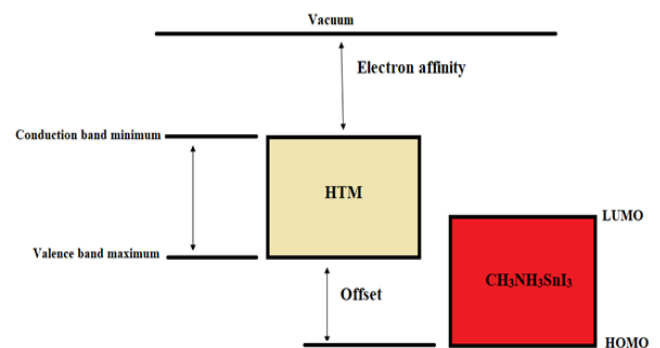 Vacuum
Electron affinity
Conduction band minimum
HTM
LUMO
Valence band maximum
CH₃NH₃SnI₃
Offset
HOMO